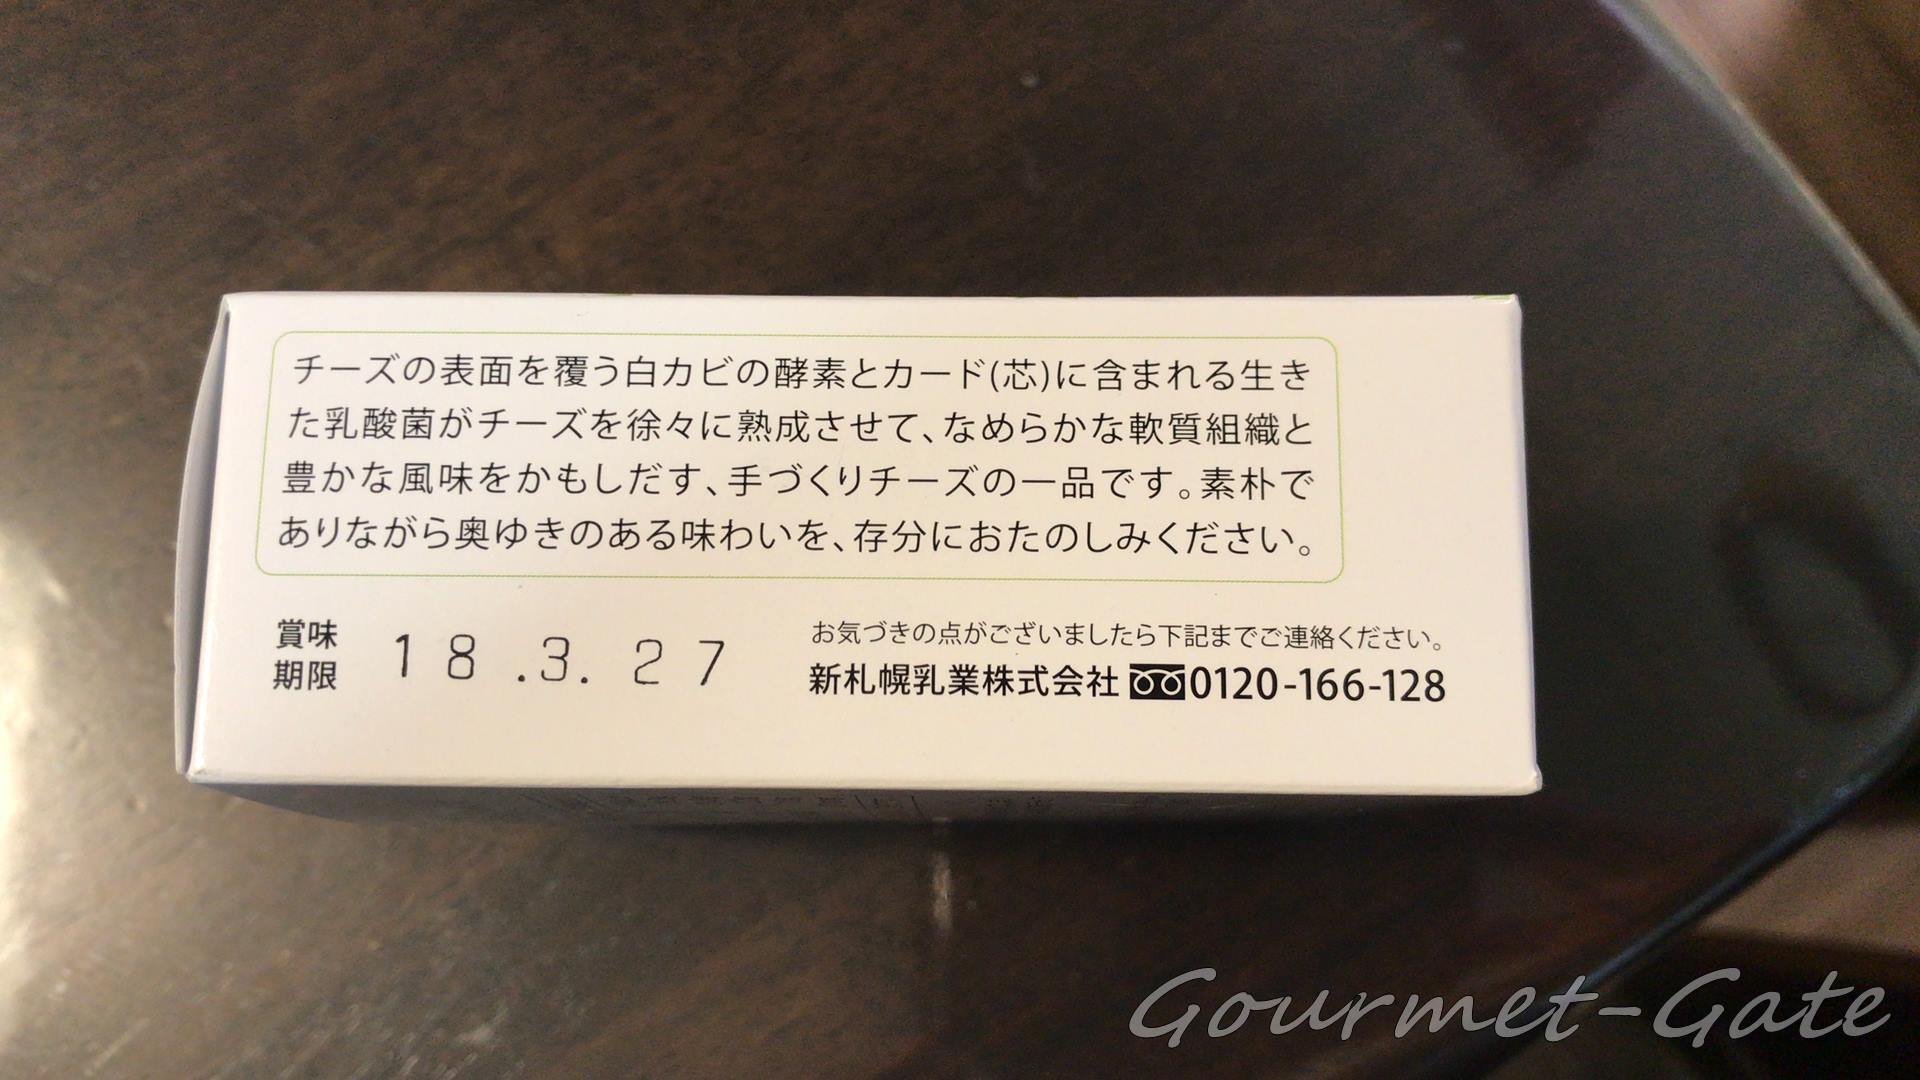 チーズの表面を覆う白カビの酵素とカード(芯)に含まれる生き
た乳酸菌がチーズを徐々に熟成させて、なめらかな軟質組織と
豊かな風味をかもしだす、手づくりチーズの一品です。素朴で
ありながら奥ゆきのある味わいを、存分におたのしみください。
賞味
期限
18.3.27
お気づきの点がございましたら下記までご連絡ください。
新札幌乳業株式会社 0120-166-128
Gourmet-Gate